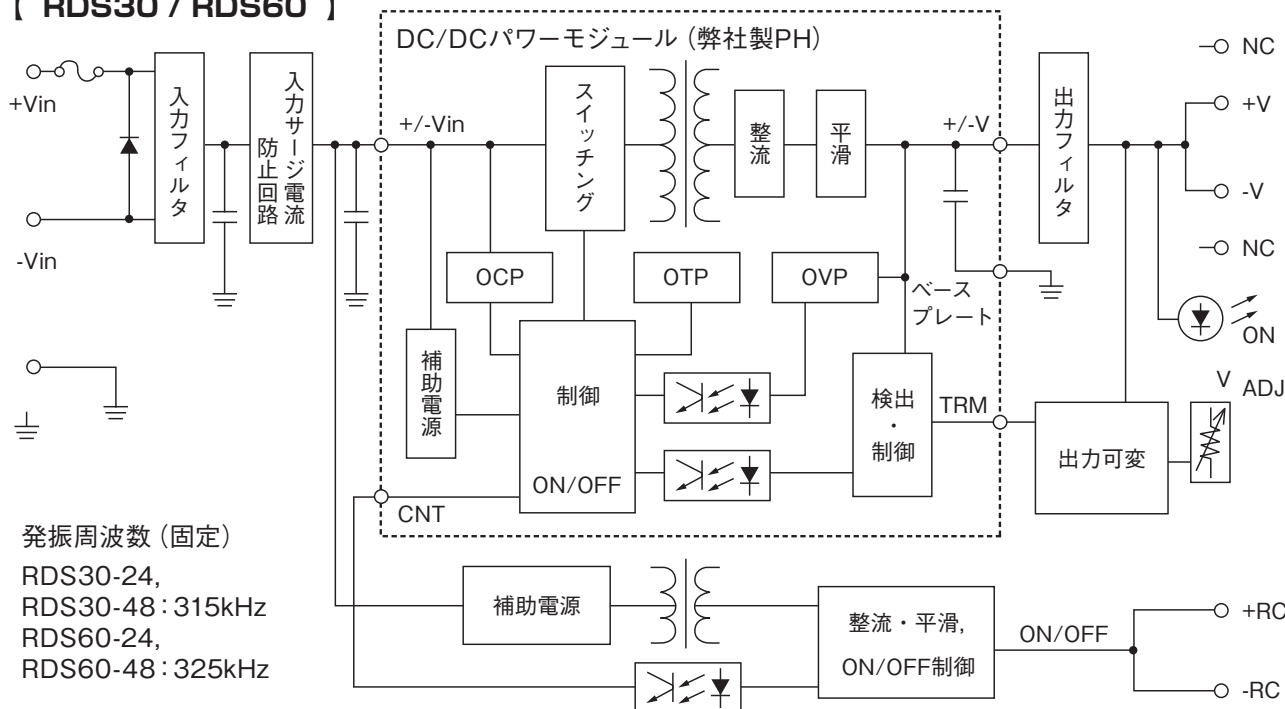 【 RDS30 / RDS60 】
DC/DCパワーモジュール（弊社製PH）
+Vin
-Vin
入力フィルタ
入力サージ電流
防止回路
+/-Vin
スイッチング
整流
平滑
+/-V
出力フィルタ
NC
+V
-V
NC
OCP
OTP
OVP
ベース
プレート
ON
補助電源
制御
ON/OFF
検出
・
制御
TRM
出力可変
V ADJ
CNT
発振周波数（固定）
RDS30-24,
RDS30-48：315kHz
RDS60-24,
RDS60-48：325kHz
補助電源
整流・平滑,
ON/OFF制御
ON/OFF
+RC
-RC